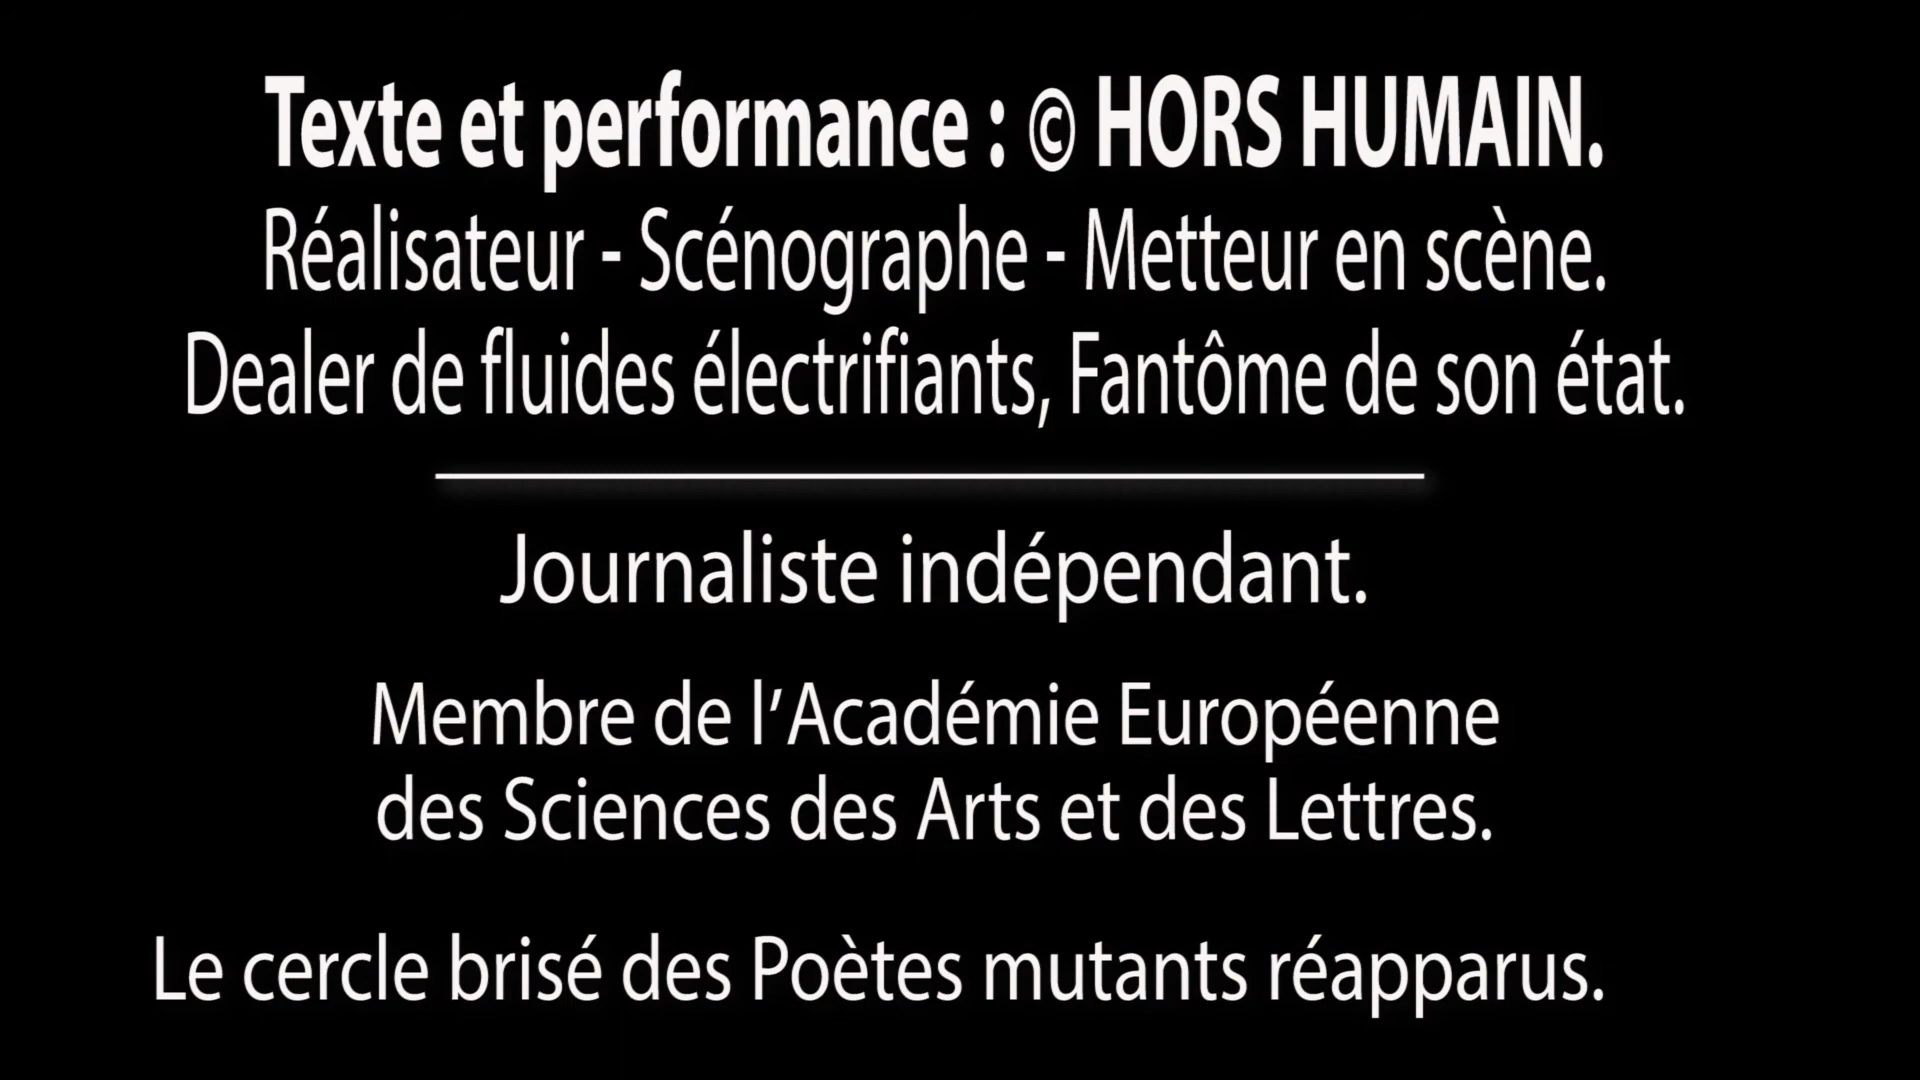 Texte et performance : © HORS HUMAIN.
Réalisateur - Scénographe - Metteur en scène.
Dealer de fluides électrifiants, Fantôme de son état.
Journaliste indépendant.
Membre de l’Académie Européenne
des Sciences des Arts et des Lettres.
Le cercle brisé des Poètes mutants réapparus.